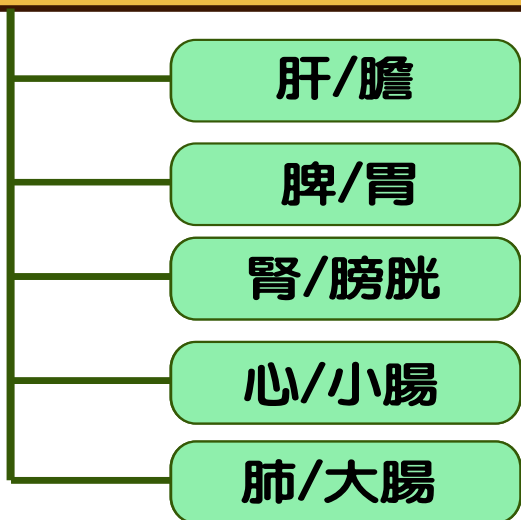 肝/膽
脾/胃
腎/膀胱
心/小腸
肺/大腸